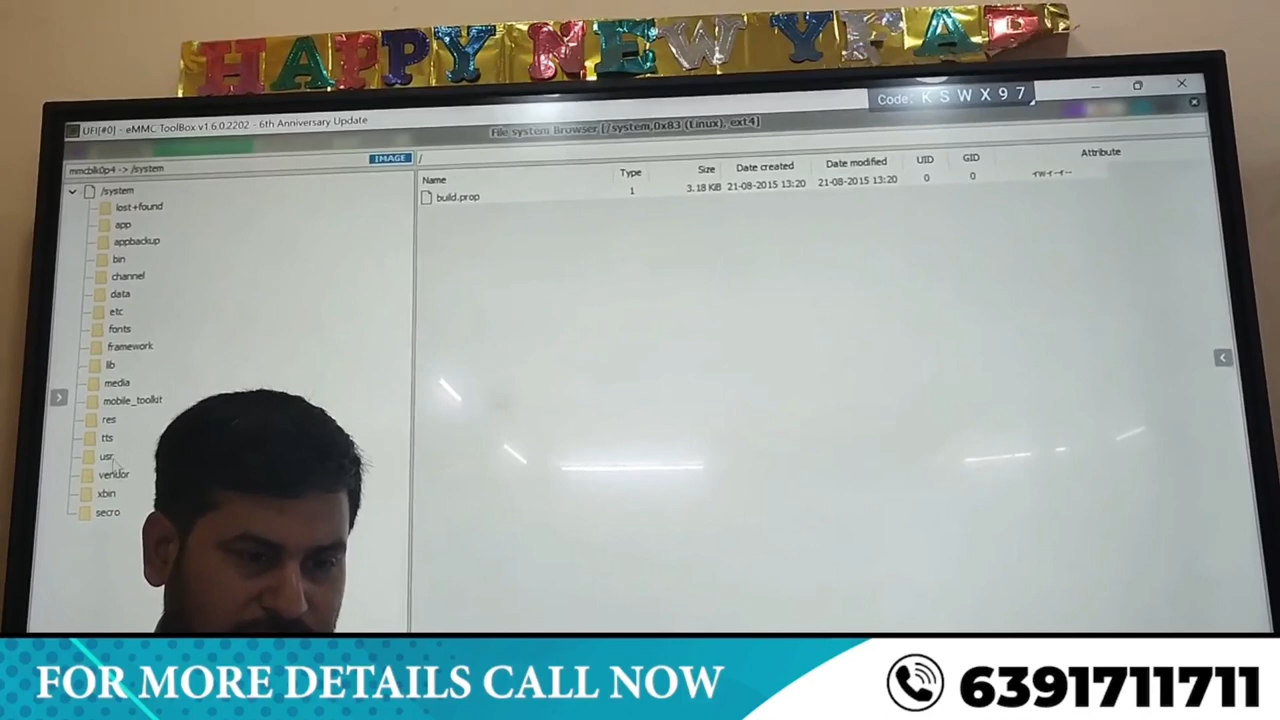 HAPPY NEW YEAR
UFI[#0] - eMMC ToolBox v1.6.0.2202 - 6th Anniversary Update
Code: K S W X 9 7
File system Browser [/system,0x83 (Linux), ext4]
mmcblk0p4 -> /system
IMAGE
/
Name Type Size Date created Date modified UID GID Attribute
build.prop 1 3.18 KiB 21-08-2015 13:20 21-08-2015 13:20 0 0 -rw-r--r--
/system
lost+found
app
appbackup
bin
channel
data
etc
fonts
framework
lib
media
mobile_toolkit
res
tts
usr
vendor
xbin
secro
FOR MORE DETAILS CALL NOW
6391711711